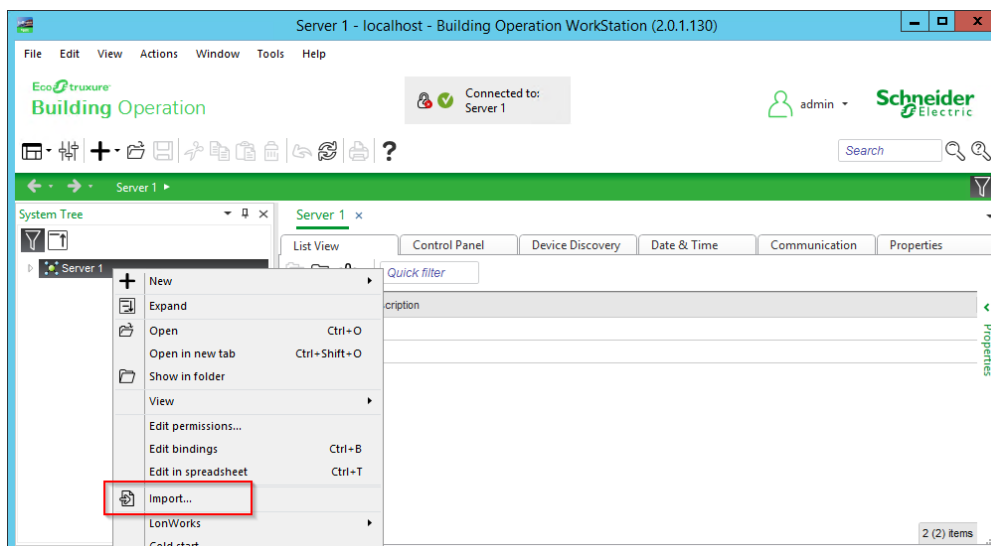 Server 1 - localhost - Building Operation WorkStation (2.0.1.130)
File Edit View Actions Window Tools Help
EcoStruxure
Building Operation
Connected to:
Server 1
admin
Schneider
Electric
Search
Server 1
System Tree
Server 1
List View Control Panel Device Discovery Date & Time Communication Properties
Server 1
Quick filter
cription
New
Expand
Open Ctrl+O
Open in new tab Ctrl+Shift+O
Show in folder
View
Edit permissions...
Edit bindings Ctrl+B
Edit in spreadsheet Ctrl+T
Import...
LonWorks
Cold start
Properties
2 (2) items